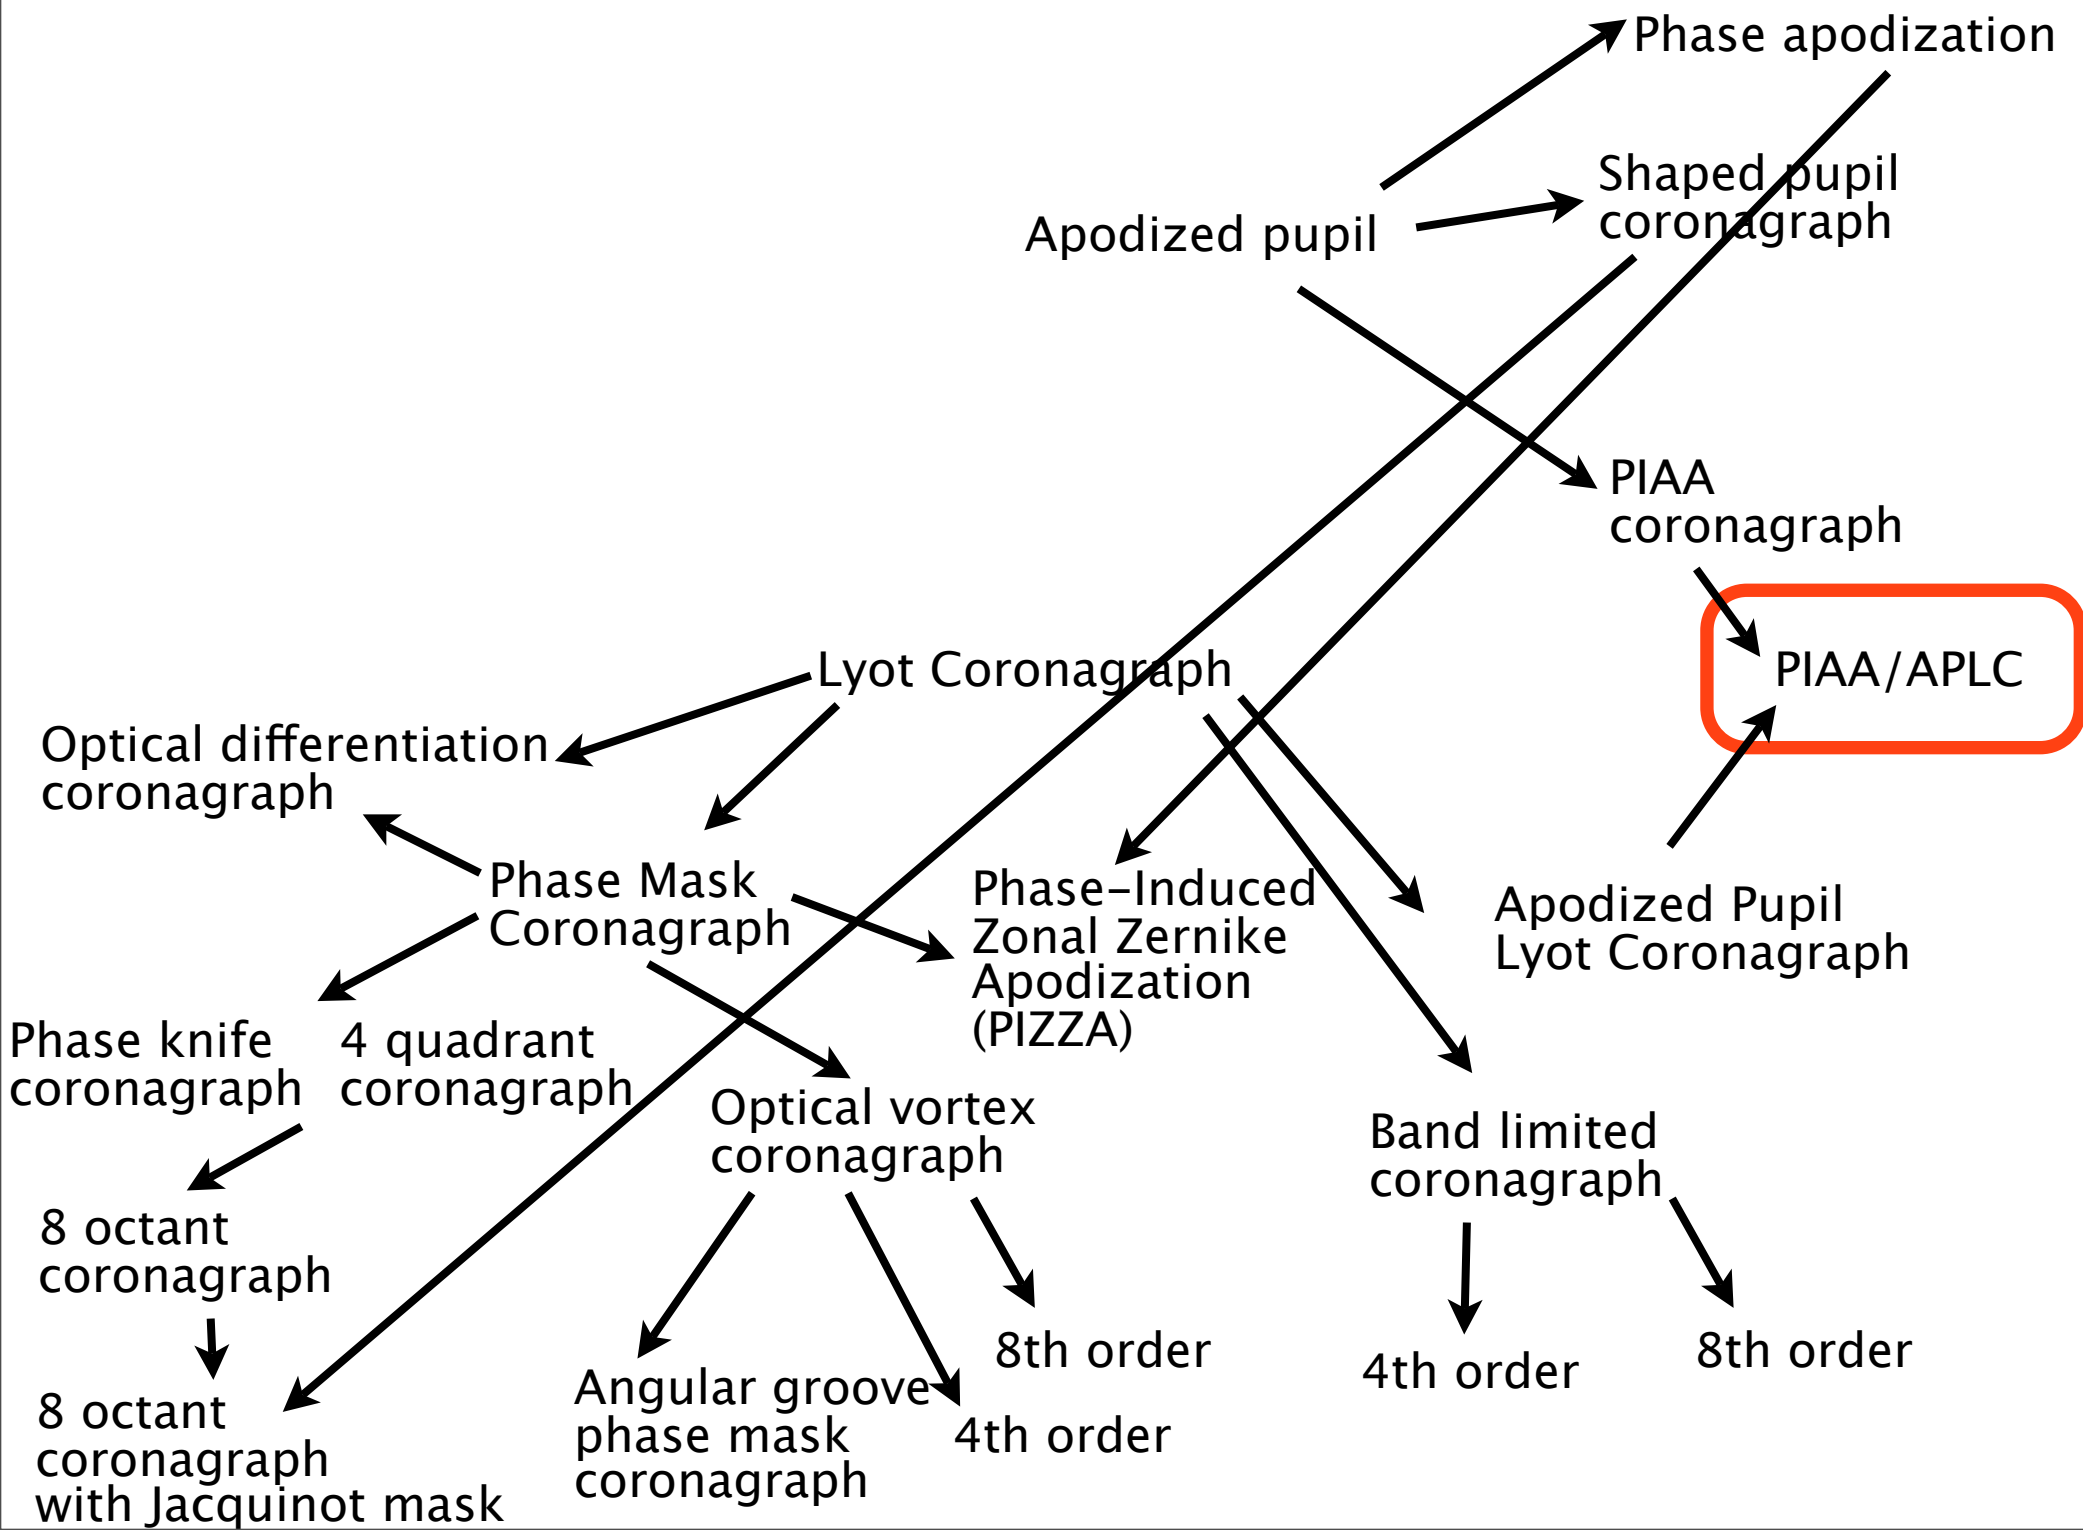 Phase apodization
Shaped pupil
coronagraph
Apodized pupil
PIAA
coronagraph
Lyot Coronagraph
PIAA/APLC
Optical differentiation
coronagraph
Phase Mask
Coronagraph
Phase-Induced
Zonal Zernike
Apodization
(PIZZA)
Apodized Pupil
Lyot Coronagraph
Phase knife
coronagraph
4 quadrant
coronagraph
Optical vortex
coronagraph
Band limited
coronagraph
8 octant
coronagraph
8th order
4th order
8th order
Angular groove
phase mask
coronagraph
4th order
8 octant
coronagraph
with Jacquinot mask